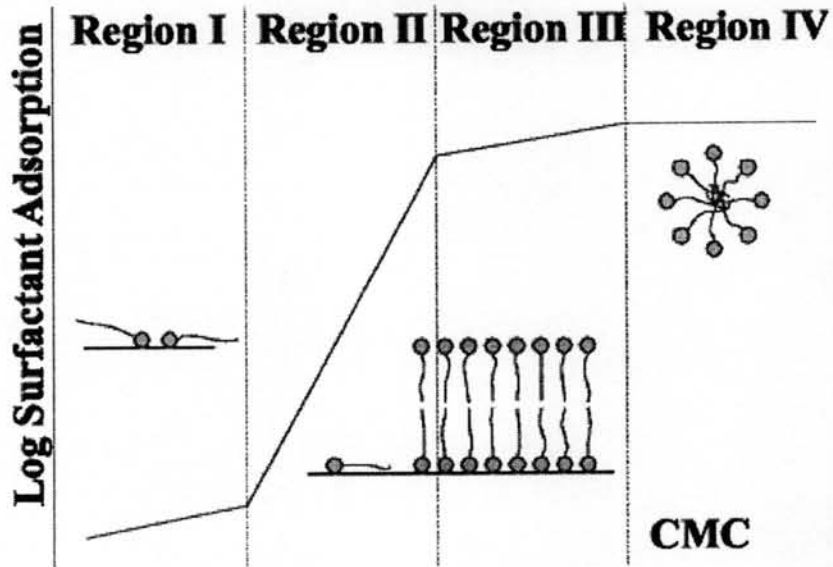 Region I
Region II
Region III
Region IV
Log Surfactant Adsorption
CMC